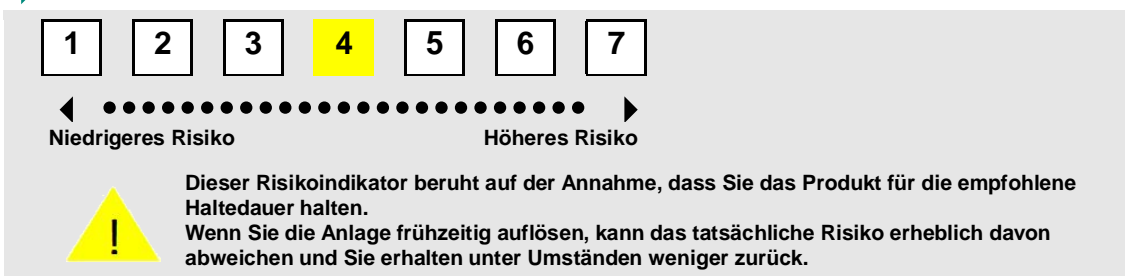 1 2 3 4 5 6 7
Niedrigeres Risiko Höheres Risiko
Dieser Risikoindikator beruht auf der Annahme, dass Sie das Produkt für die empfohlene
Haltedauer halten.
Wenn Sie die Anlage frühzeitig auflösen, kann das tatsächliche Risiko erheblich davon
abweichen und Sie erhalten unter Umständen weniger zurück.
!